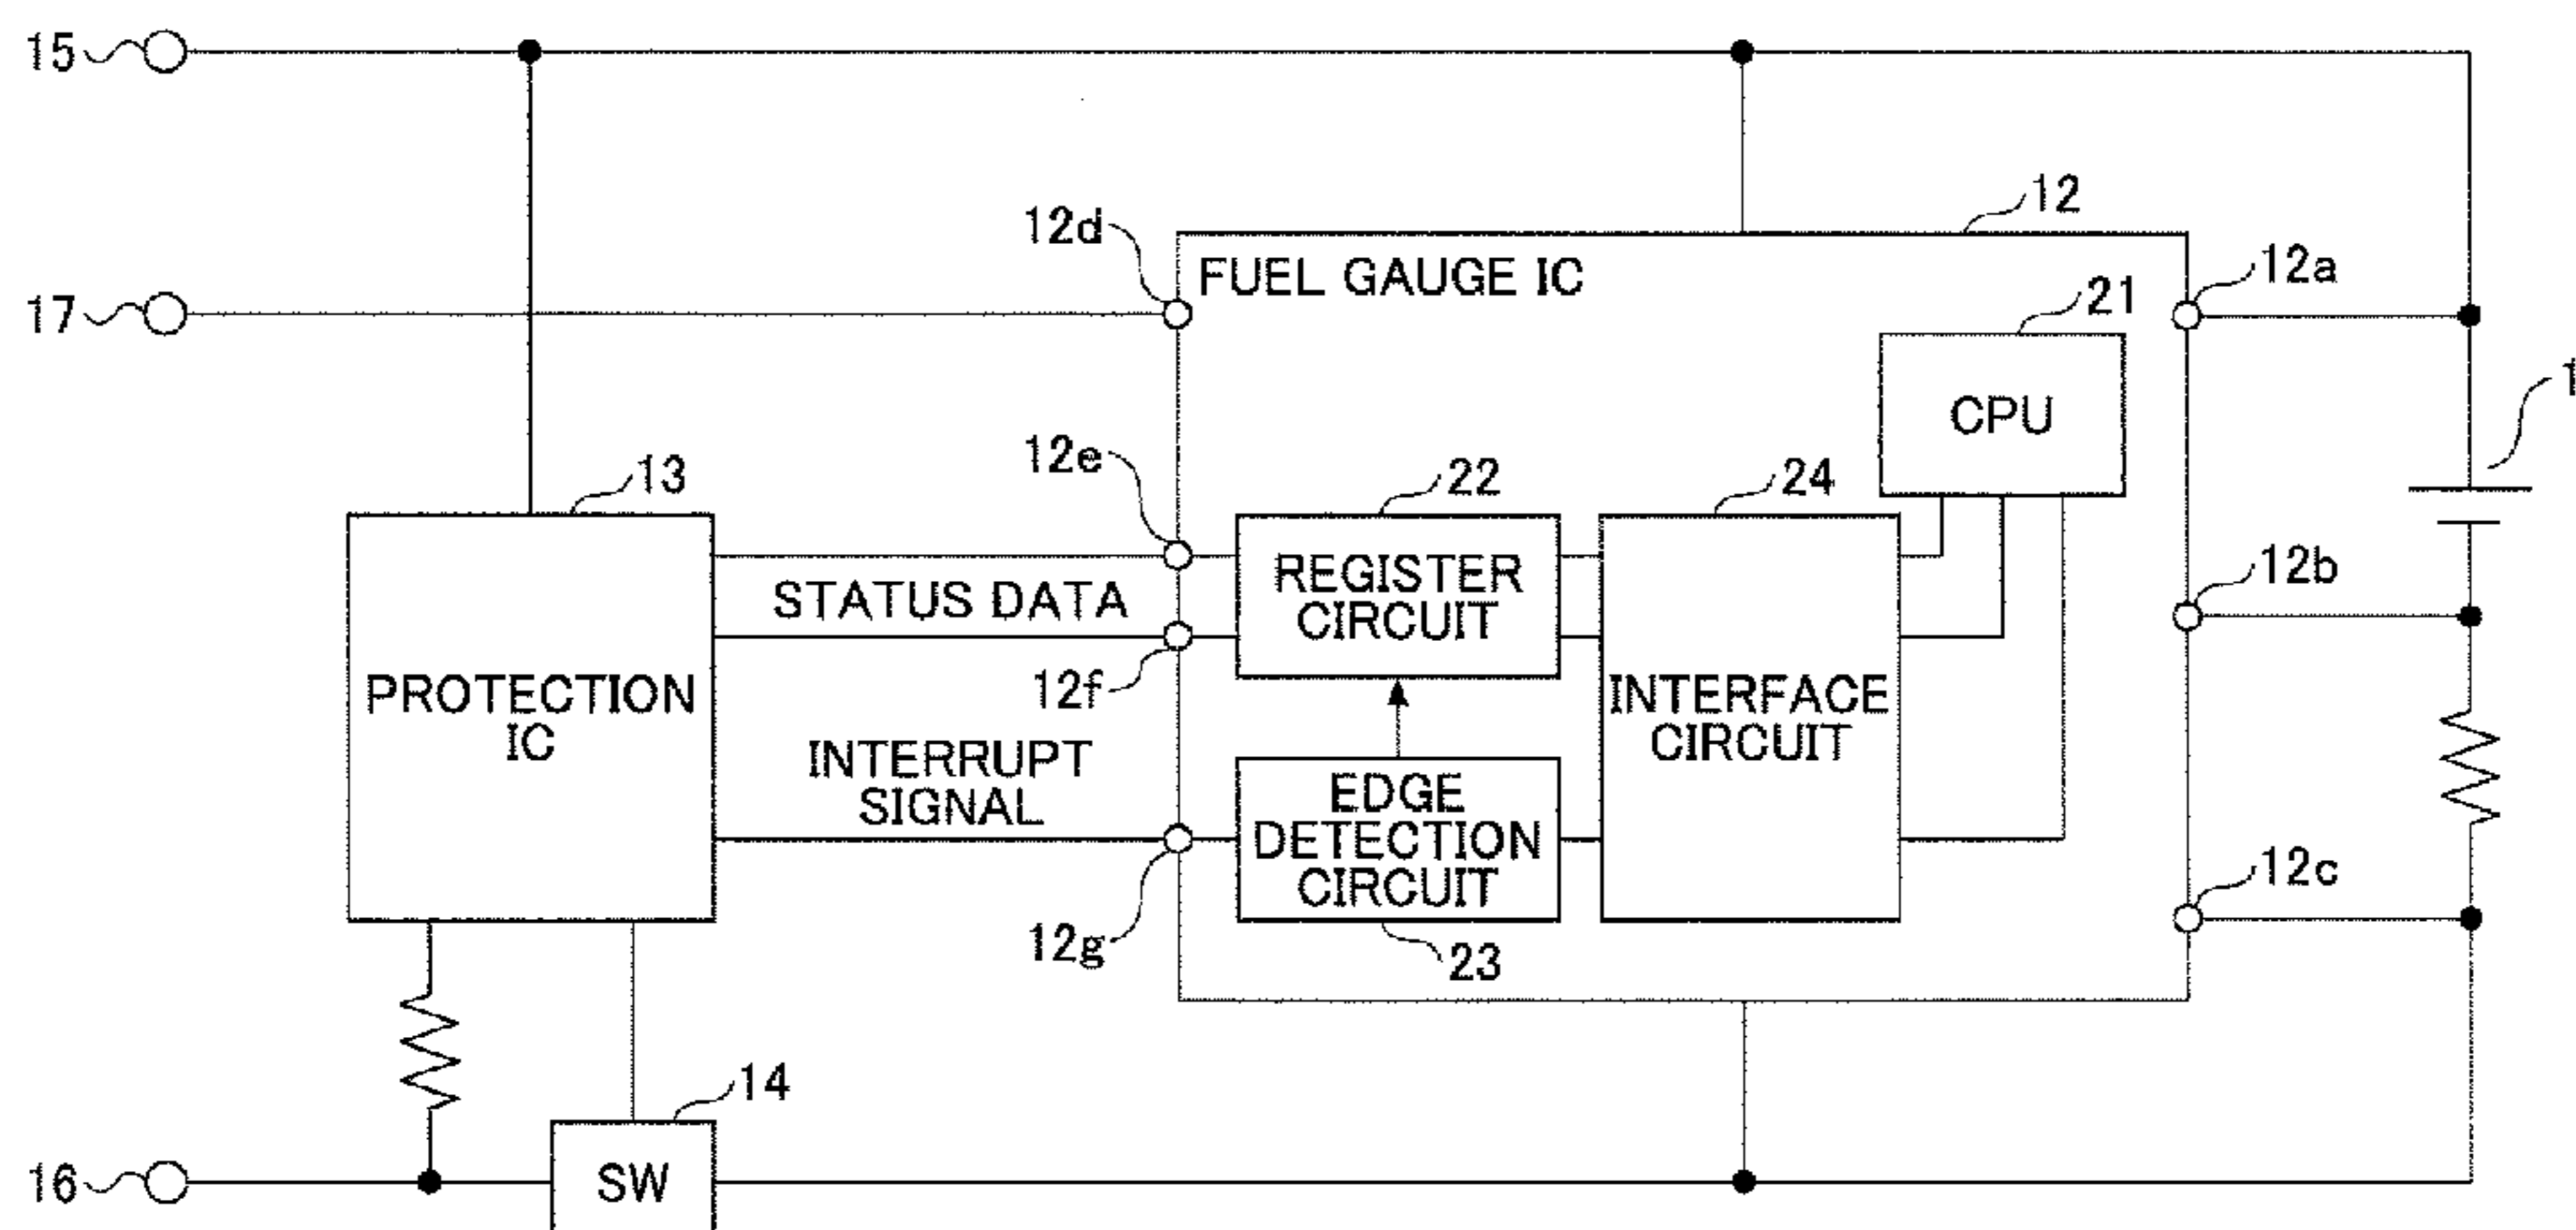 15
12
12d
FUEL GAUGE IC
12a
17
21
CPU
12e
13
22
24
12b
REGISTER
CIRCUIT
STATUS DATA
12f
PROTECTION
IC
INTERFACE
CIRCUIT
INTERRUPT
SIGNAL
EDGE
DETECTION
CIRCUIT
12c
12g
23
14
16
SW